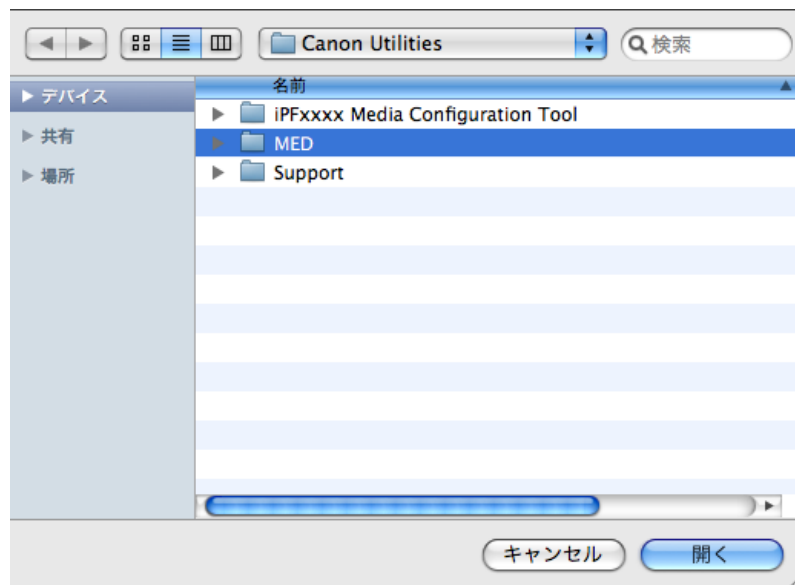 Canon Utilities 検索
デバイス
共有
場所
名前
iPFxxxx Media Configuration Tool
MED
Support
キャンセル 開く